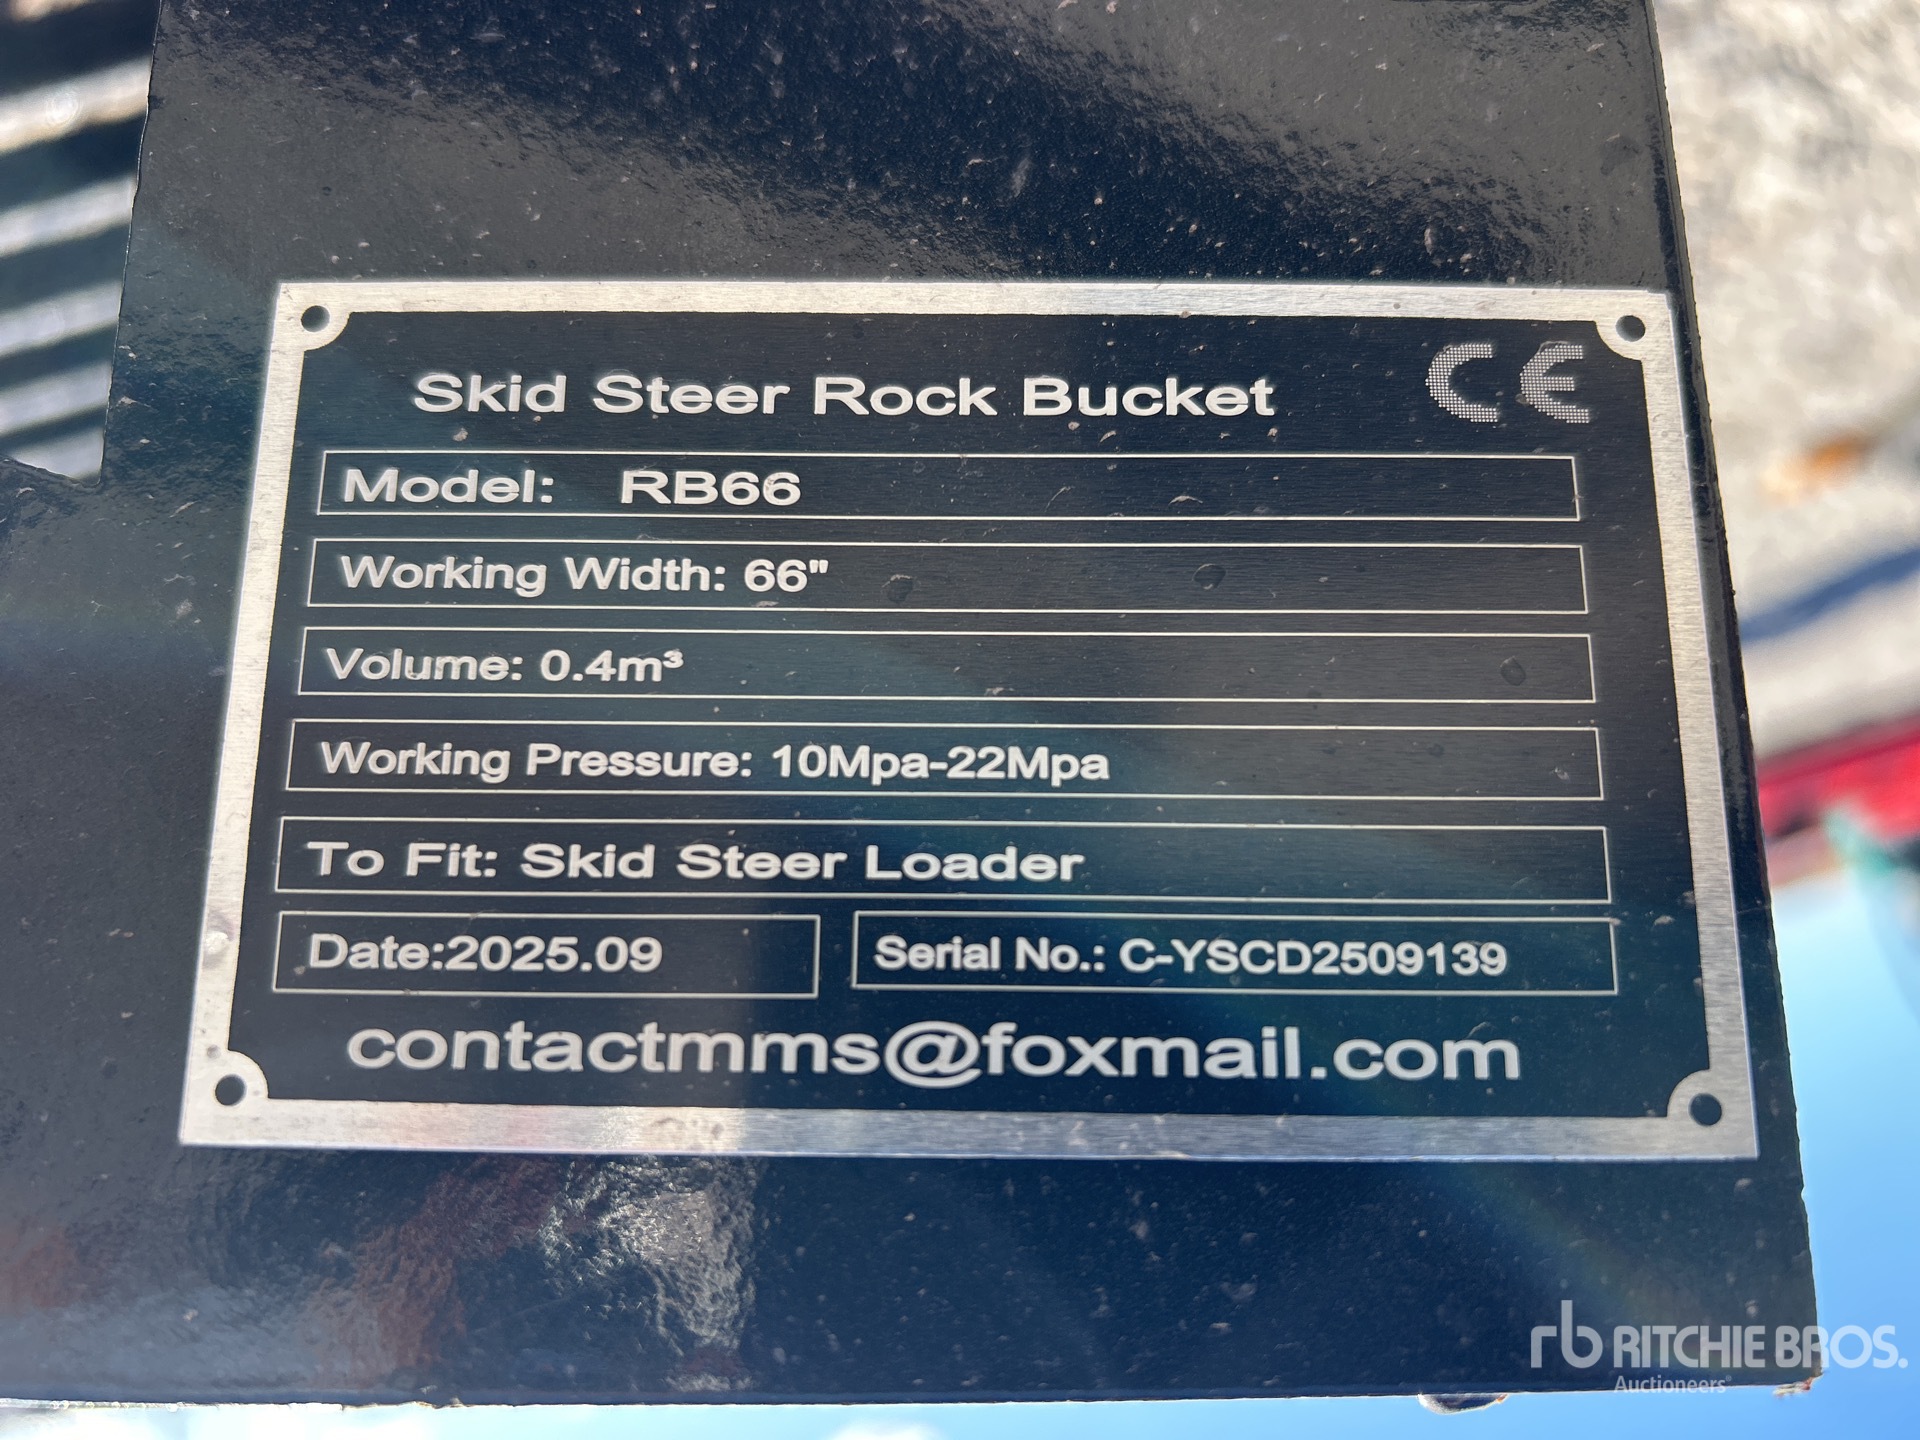 Skid Steer Rock Bucket CE
Model: RB66
Working Width: 66"
Volume: 0.4m³
Working Pressure: 10Mpa-22Mpa
To Fit: Skid Steer Loader
Date:2025.09 Serial No.: C-YSCD2509139
contactmms@foxmail.com
rb RITCHIE BROS.
Auctioneers